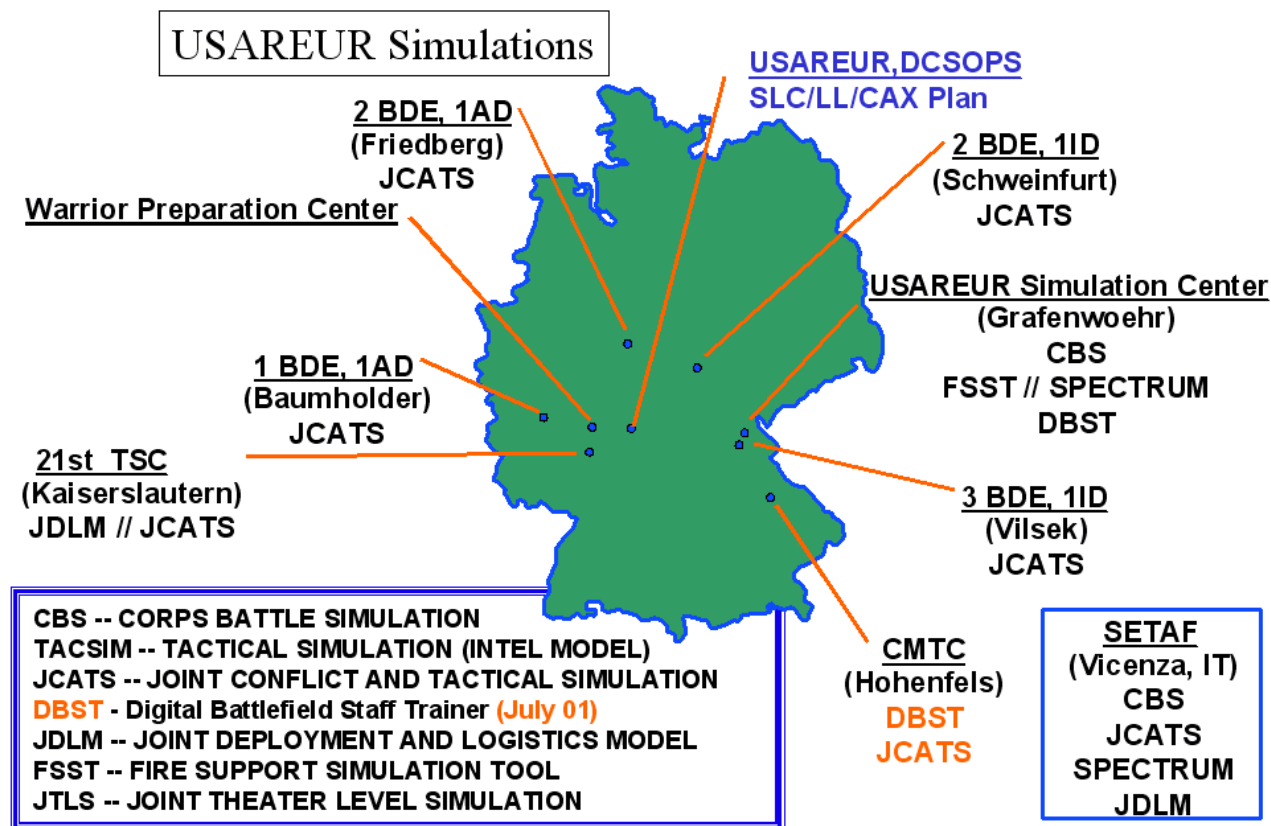 USAREUR Simulations
USAREUR,DCSOPS
SLC/LL/CAX Plan
2 BDE, 1AD
(Friedberg)
JCATS
2 BDE, 1ID
(Schweinfurt)
JCATS
Warrior Preparation Center
USAREUR Simulation Center
(Grafenwoehr)
CBS
FSST // SPECTRUM
DBST
1 BDE, 1AD
(Baumholder)
JCATS
21st TSC
(Kaiserslautern)
JDLM // JCATS
3 BDE, 1ID
(Vilsek)
JCATS
CBS -- CORPS BATTLE SIMULATION
TACSIM -- TACTICAL SIMULATION (INTEL MODEL)
JCATS -- JOINT CONFLICT AND TACTICAL SIMULATION
DBST - Digital Battlefield Staff Trainer (July 01)
JDLM -- JOINT DEPLOYMENT AND LOGISTICS MODEL
FSST -- FIRE SUPPORT SIMULATION TOOL
JTLS -- JOINT THEATER LEVEL SIMULATION
CMTC
(Hohenfels)
DBST
JCATS
SETAF
(Vicenza, IT)
CBS
JCATS
SPECTRUM
JDLM